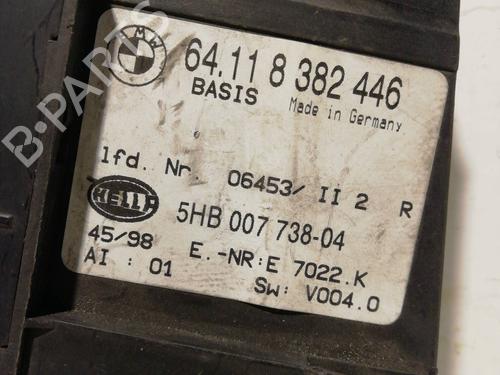 BMW
64.11 8 382 446
BASIS Made in Germany
lfd. Nr. 06453/ II 2 R
HELLA 5HB 007 738-04
45/98 E.-NR:E 7022.K
AI : 01 SW: V004.0
B-PARTS